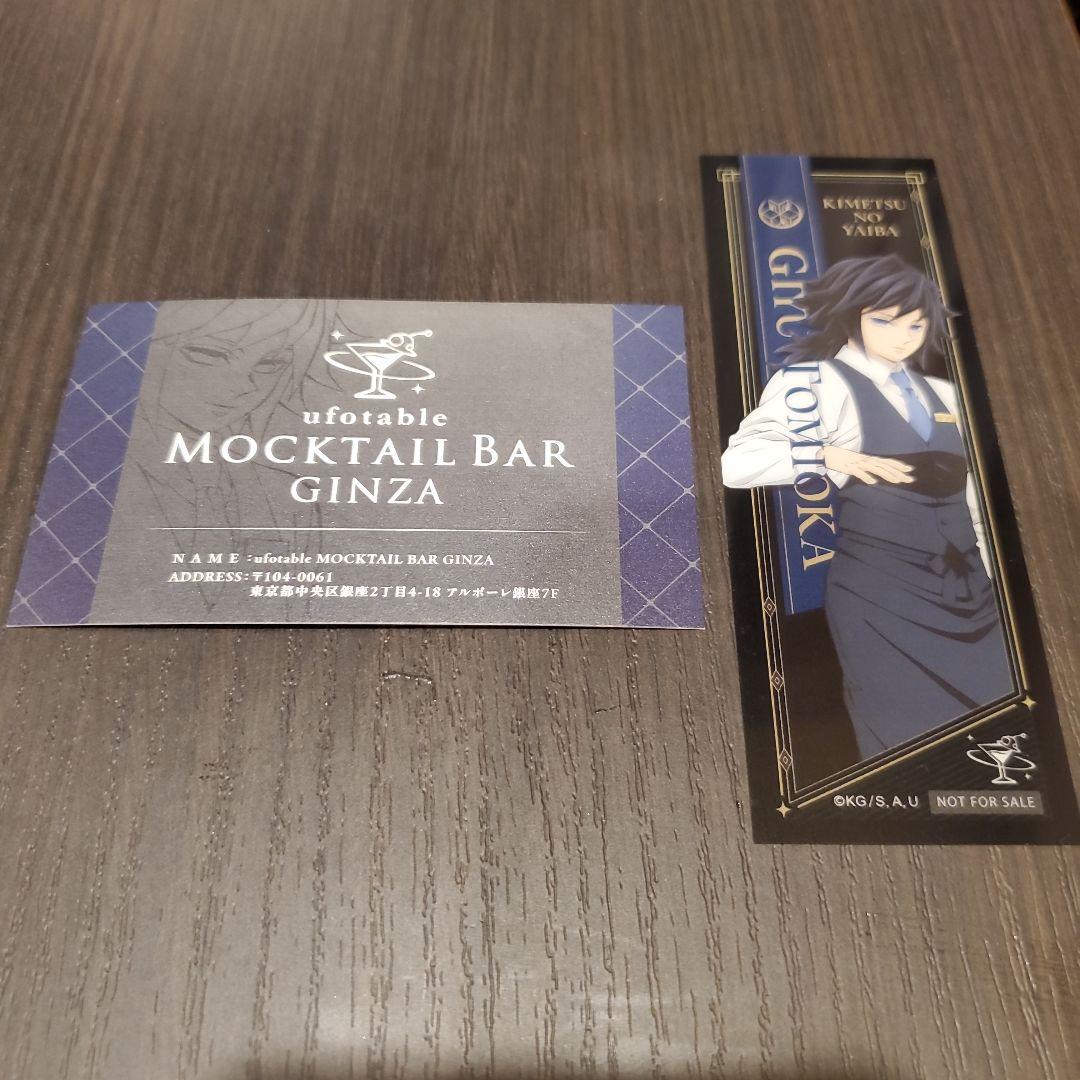 ufotable
MOCKTAIL BAR
GINZA
NAME：ufotable MOCKTAIL BAR GINZA
ADDRESS：〒104-0061
東京都中央区銀座2丁目4-18 アルボーレ銀座7F
KIMETSU
NO
YAIBA
TOMIOKA
©KG/S,A,U
NOT FOR SALE